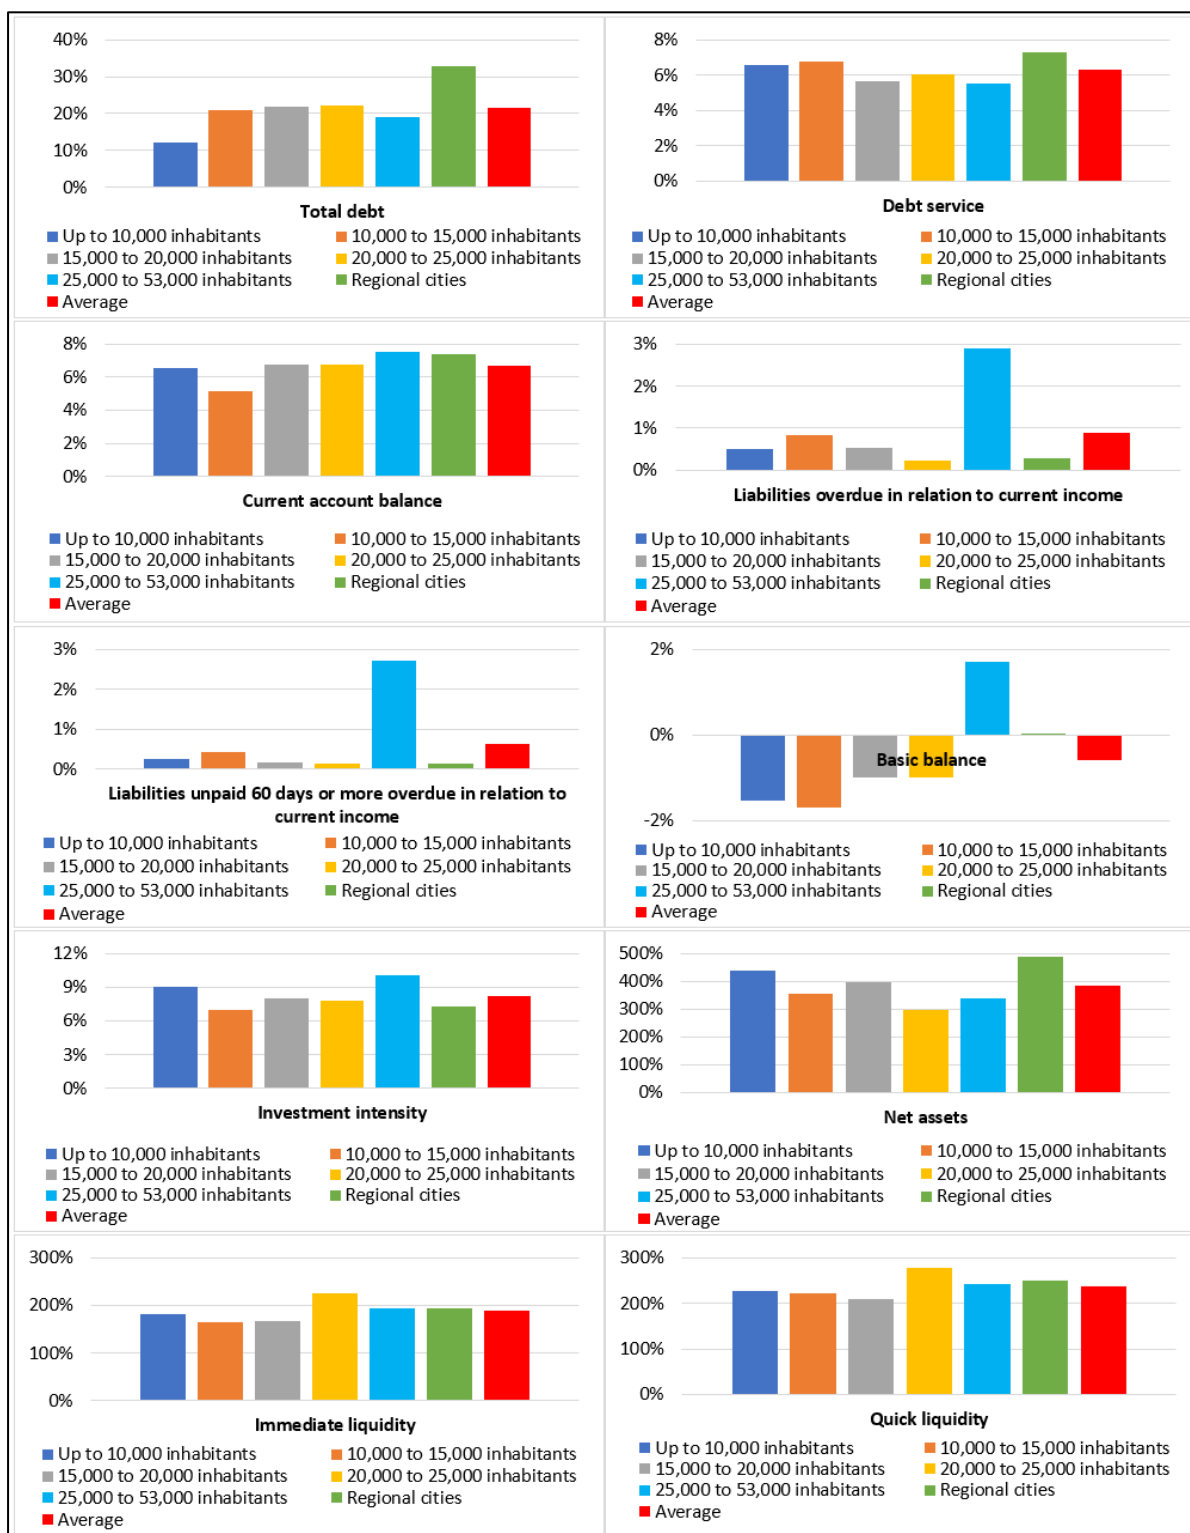 40%
30%
20%
10%
0%
Total debt
Up to 10,000 inhabitants
10,000 to 15,000 inhabitants
15,000 to 20,000 inhabitants
20,000 to 25,000 inhabitants
25,000 to 53,000 inhabitants
Regional cities
Average
8%
6%
4%
2%
0%
Debt service
Up to 10,000 inhabitants
10,000 to 15,000 inhabitants
15,000 to 20,000 inhabitants
20,000 to 25,000 inhabitants
25,000 to 53,000 inhabitants
Regional cities
Average
8%
6%
4%
2%
0%
Current account balance
Up to 10,000 inhabitants
10,000 to 15,000 inhabitants
15,000 to 20,000 inhabitants
20,000 to 25,000 inhabitants
25,000 to 53,000 inhabitants
Regional cities
Average
3%
2%
1%
0%
Liabilities overdue in relation to current income
Up to 10,000 inhabitants
10,000 to 15,000 inhabitants
15,000 to 20,000 inhabitants
20,000 to 25,000 inhabitants
25,000 to 53,000 inhabitants
Regional cities
Average
3%
2%
1%
0%
Liabilities unpaid 60 days or more overdue in relation to
current income
Up to 10,000 inhabitants
10,000 to 15,000 inhabitants
15,000 to 20,000 inhabitants
20,000 to 25,000 inhabitants
25,000 to 53,000 inhabitants
Regional cities
Average
2%
0%
-2%
Basic balance
Up to 10,000 inhabitants
10,000 to 15,000 inhabitants
15,000 to 20,000 inhabitants
20,000 to 25,000 inhabitants
25,000 to 53,000 inhabitants
Regional cities
Average
12%
9%
6%
3%
0%
Investment intensity
Up to 10,000 inhabitants
10,000 to 15,000 inhabitants
15,000 to 20,000 inhabitants
20,000 to 25,000 inhabitants
25,000 to 53,000 inhabitants
Regional cities
Average
500%
400%
300%
200%
100%
0%
Net assets
Up to 10,000 inhabitants
10,000 to 15,000 inhabitants
15,000 to 20,000 inhabitants
20,000 to 25,000 inhabitants
25,000 to 53,000 inhabitants
Regional cities
Average
300%
200%
100%
0%
Immediate liquidity
Up to 10,000 inhabitants
10,000 to 15,000 inhabitants
15,000 to 20,000 inhabitants
20,000 to 25,000 inhabitants
25,000 to 53,000 inhabitants
Regional cities
Average
300%
200%
100%
0%
Quick liquidity
Up to 10,000 inhabitants
10,000 to 15,000 inhabitants
15,000 to 20,000 inhabitants
20,000 to 25,000 inhabitants
25,000 to 53,000 inhabitants
Regional cities
Average